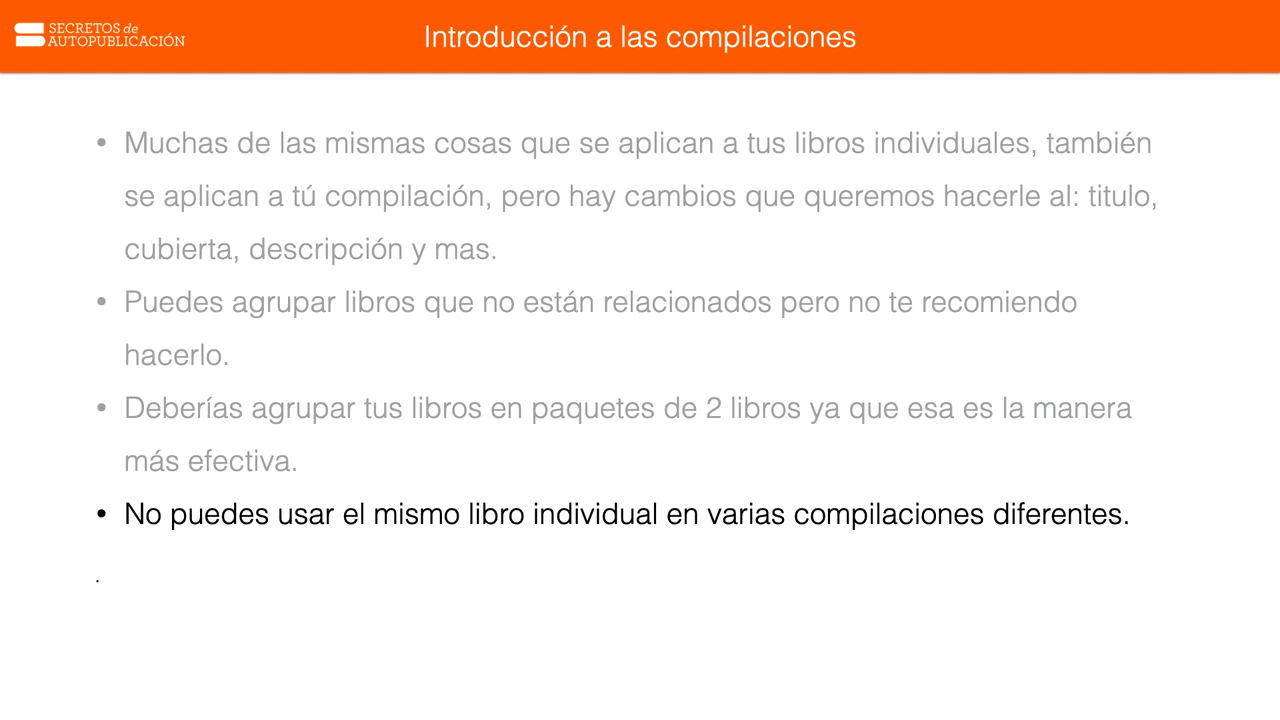 SECRETOS de
AUTOPUBLICACIÓN
Introducción a las compilaciones
• Muchas de las mismas cosas que se aplican a tus libros individuales, también
se aplican a tú compilación, pero hay cambios que queremos hacerle al: titulo,
cubierta, descripción y mas.
• Puedes agrupar libros que no están relacionados pero no te recomiendo
hacerlo.
• Deberías agrupar tus libros en paquetes de 2 libros ya que esa es la manera
más efectiva.
• No puedes usar el mismo libro individual en varias compilaciones diferentes.
.